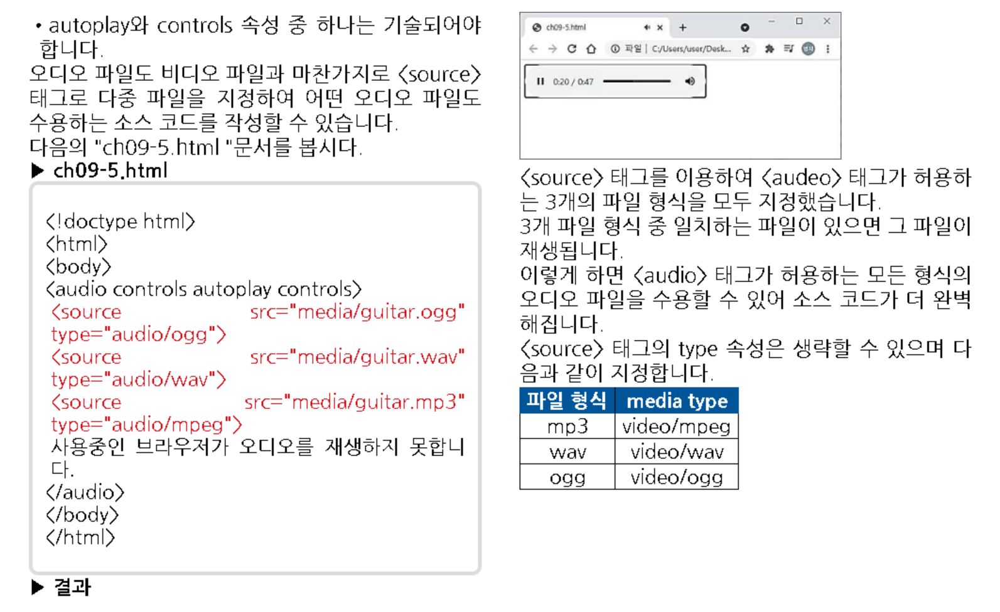 • autoplay와 controls 속성 중 하나는 기술되어야
합니다.
오디오 파일도 비디오 파일과 마찬가지로 〈source〉
태그로 다중 파일을 지정하여 어떤 오디오 파일도
수용하는 소스 코드를 작성할 수 있습니다.
다음의 "ch09-5.html "문서를 봅시다.
▶ ch09-5.html
〈!doctype html〉
〈html〉
〈body〉
〈audio controls autoplay controls〉
〈source src="media/guitar.ogg"
type="audio/ogg"〉
〈source src="media/guitar.wav"
type="audio/wav"〉
〈source src="media/guitar.mp3"
type="audio/mpeg"〉
사용중인 브라우저가 오디오를 재생하지 못합니
다.
〈/audio〉
〈/body〉
〈/html〉
▶ 결과
ch09-5.html
파일 | C:/Users/user/Desk...
0:20 / 0:47
〈source〉 태그를 이용하여 〈audeo〉 태그가 허용하
는 3개의 파일 형식을 모두 지정했습니다.
3개 파일 형식 중 일치하는 파일이 있으면 그 파일이
재생됩니다.
이렇게 하면 〈audio〉 태그가 허용하는 모든 형식의
오디오 파일을 수용할 수 있어 소스 코드가 더 완벽
해집니다.
〈source〉 태그의 type 속성은 생략할 수 있으며 다
음과 같이 지정합니다.
파일 형식 media type
mp3 video/mpeg
wav video/wav
ogg video/ogg